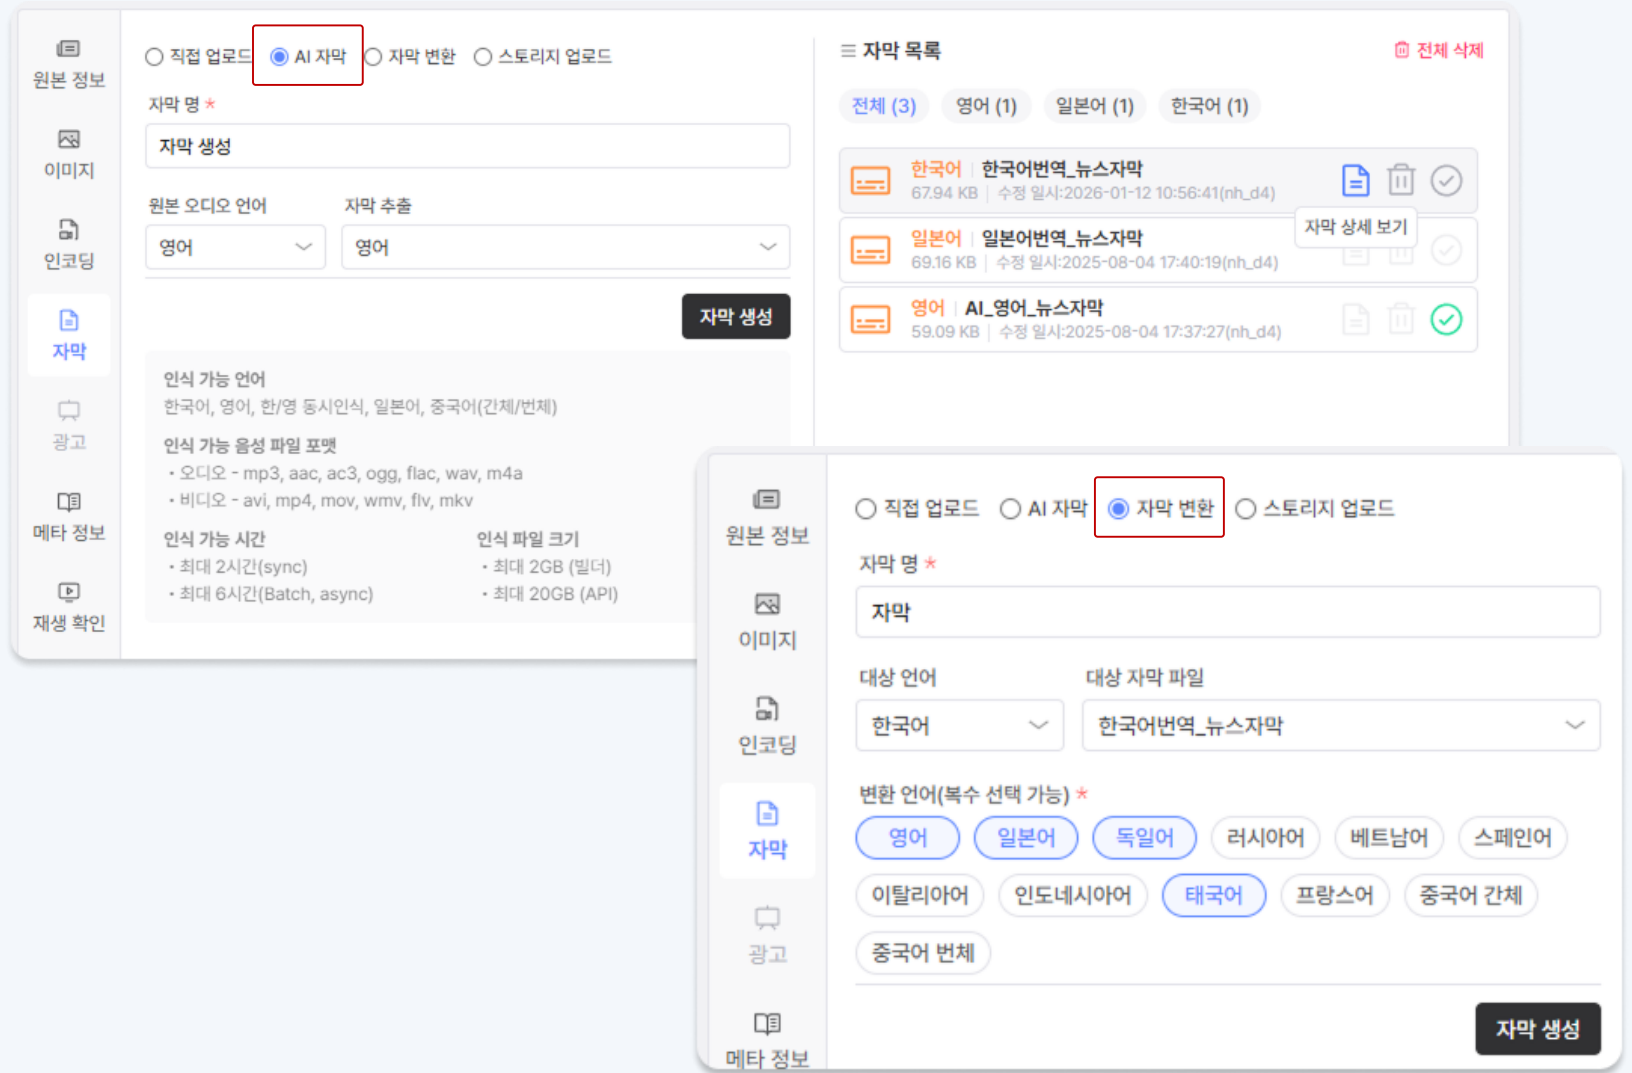 원본 정보
이미지
인코딩
자막
광고
메타 정보
재생 확인
직접 업로드 AI 자막 자막 변환 스토리지 업로드
자막 명 *
자막 생성
원본 오디오 언어 자막 추출
영어 영어
자막 생성
인식 가능 언어
한국어, 영어, 한/영 동시인식, 일본어, 중국어(간체/번체)
인식 가능 음성 파일 포맷
• 오디오 - mp3, aac, ac3, ogg, flac, wav, m4a
• 비디오 - avi, mp4, mov, wmv, flv, mkv
인식 가능 시간 인식 파일 크기
• 최대 2시간(sync) • 최대 2GB (빌더)
• 최대 6시간(Batch, async) • 최대 20GB (API)
자막 목록 전체 삭제
전체 (3) 영어 (1) 일본어 (1) 한국어 (1)
한국어 | 한국어번역_뉴스자막
67.94 KB | 수정 일시:2026-01-12 10:56:41(nh_d4)
자막 상세 보기
일본어 | 일본어번역_뉴스자막
69.16 KB | 수정 일시:2025-08-04 17:40:19(nh_d4)
영어 | AI_영어_뉴스자막
59.09 KB | 수정 일시:2025-08-04 17:37:27(nh_d4)
원본 정보
이미지
인코딩
자막
광고
메타 정보
직접 업로드 AI 자막 자막 변환 스토리지 업로드
자막 명 *
자막
대상 언어 대상 자막 파일
한국어 한국어번역_뉴스자막
변환 언어(복수 선택 가능) *
영어 일본어 독일어 러시아어 베트남어 스페인어
이탈리아어 인도네시아어 태국어 프랑스어 중국어 간체
중국어 번체
자막 생성